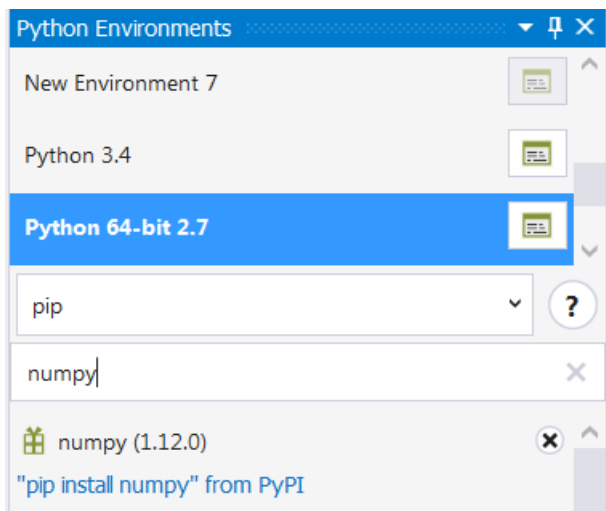 Python Environments
New Environment 7
Python 3.4
Python 64-bit 2.7
pip
?
numpy
numpy (1.12.0)
"pip install numpy" from PyPI